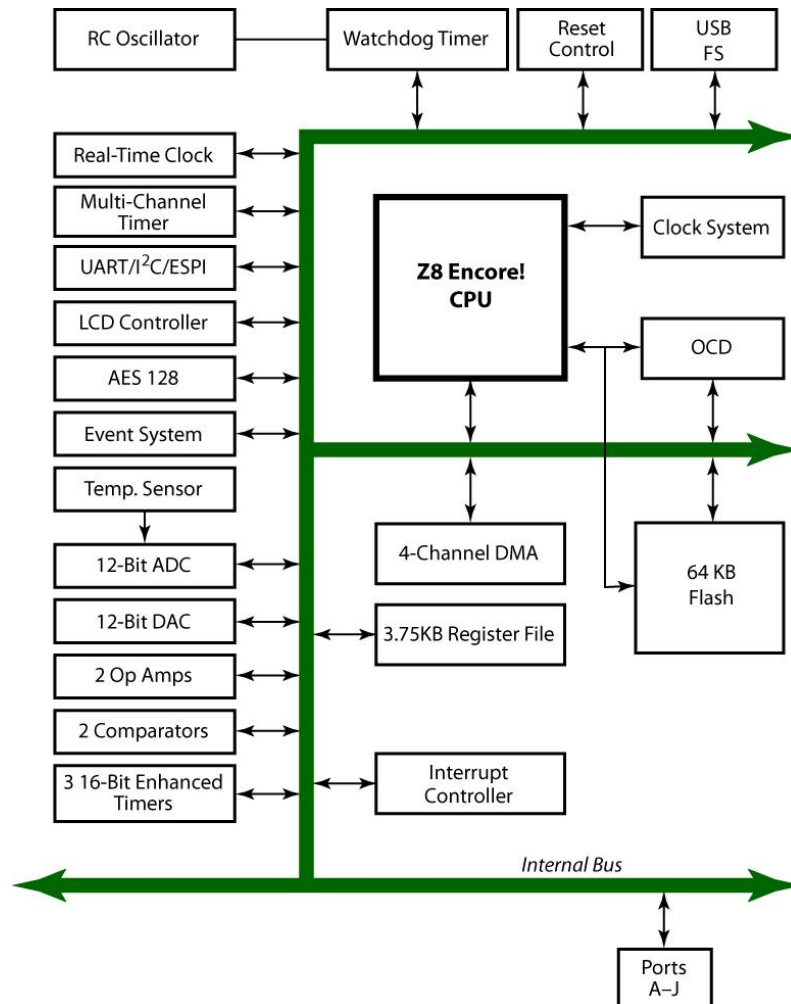 RC Oscillator
Watchdog Timer
Reset
Control
USB
FS
Real-Time Clock
Multi-Channel
Timer
UART/I²C/ESPI
LCD Controller
AES 128
Event System
Temp. Sensor
12-Bit ADC
12-Bit DAC
2 Op Amps
2 Comparators
3 16-Bit Enhanced
Timers
Z8 Encore!
CPU
Clock System
OCD
4-Channel DMA
64 KB
Flash
3.75KB Register File
Interrupt
Controller
Internal Bus
Ports
A–J